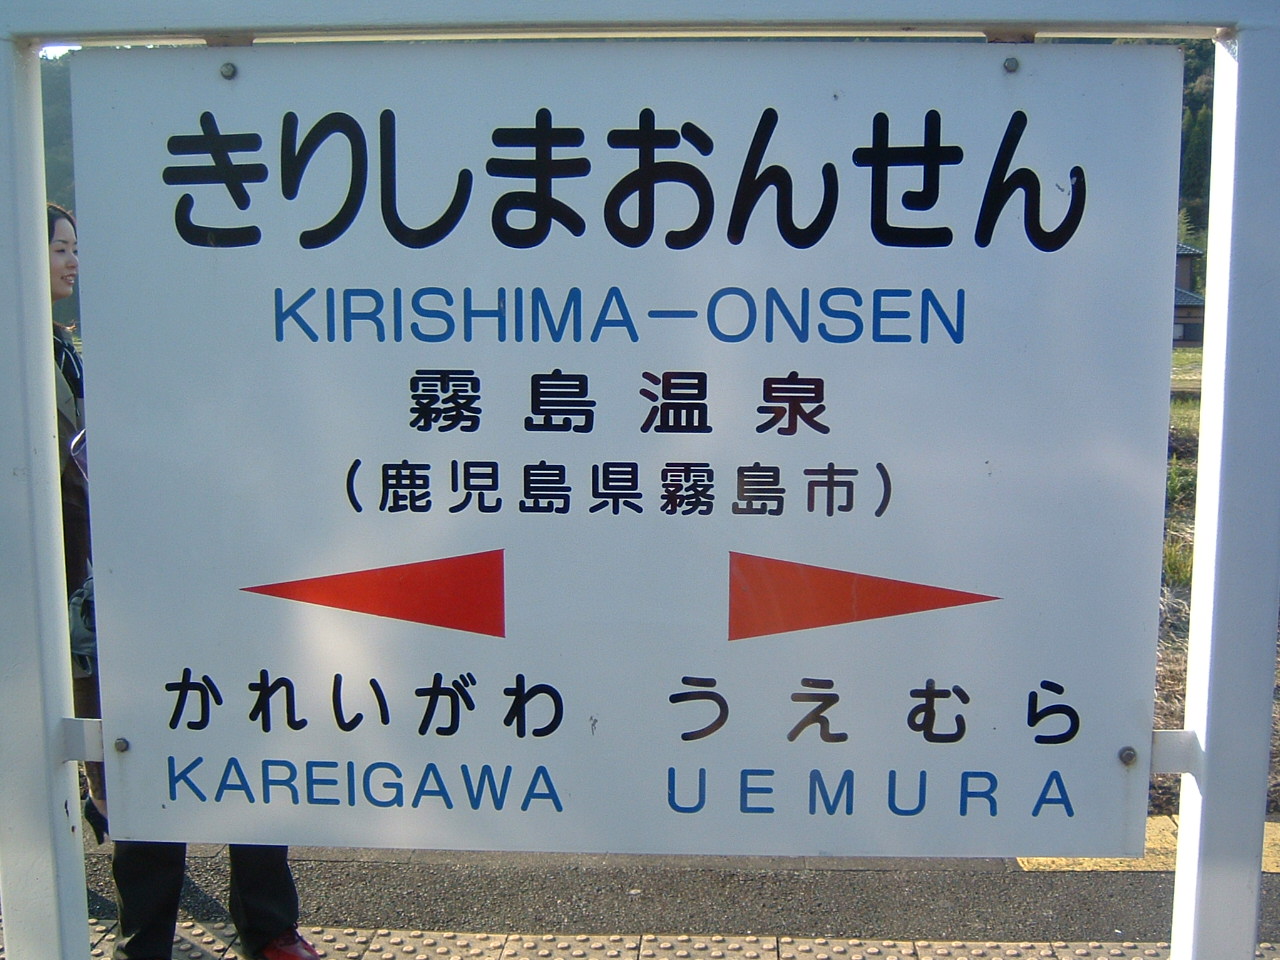 きりしまおんせん
KIRISHIMA-ONSEN
霧島温泉
(鹿児島県霧島市)
かれいがわ うえむら
KAREIGAWA UEMURA